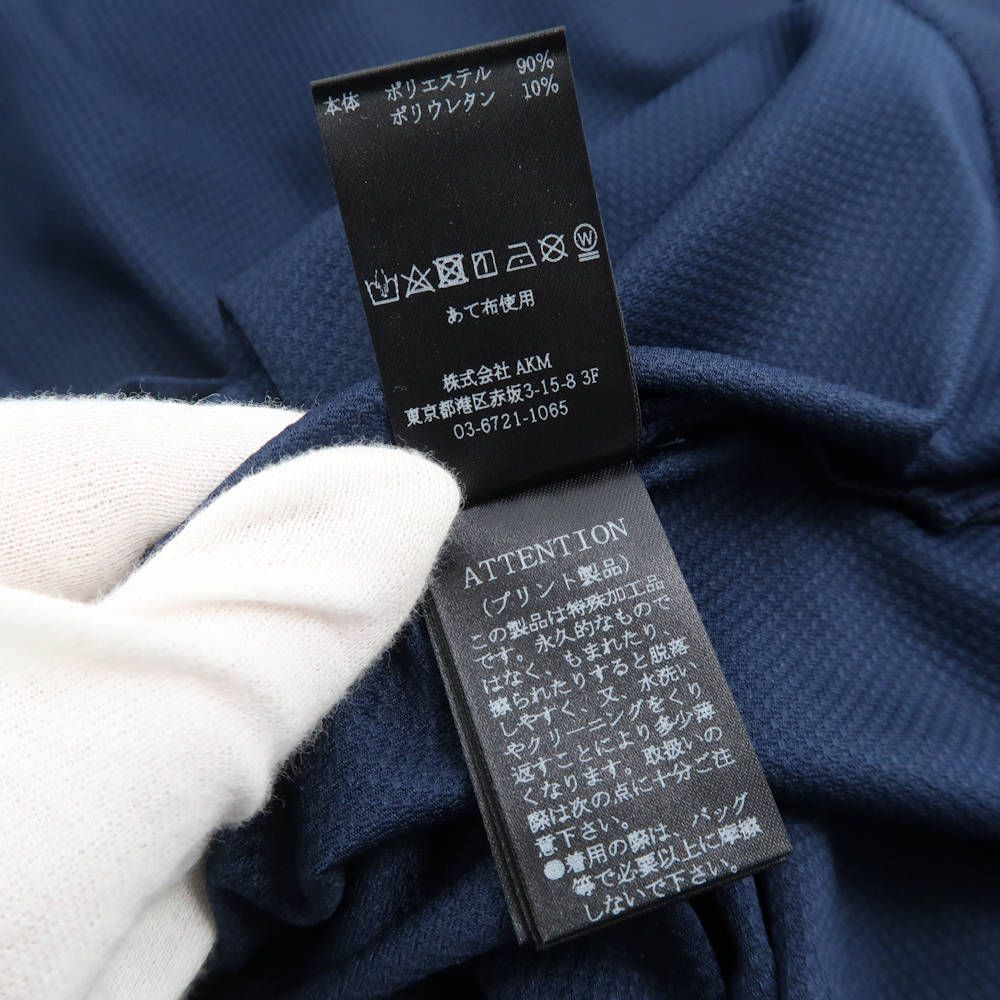 本体 ポリエステル 90%
ポリウレタン 10%
W
あて布使用
株式会社 AKM
東京都港区赤坂3-15-8 3F
03-6721-1065
ATTENTION
(プリント製品)
この製品は特殊加工品
です。永久的なもので
はなく、もまれたり、
擦られたりすると脱落
しやすく、又、水洗い
やクリーニングをくり
返すことにより多少薄
くなります。取扱いの
際は次の点に十分ご注
意下さい。
●着用の際は、バッグ
等で必要以上に摩擦
しないで下さい。